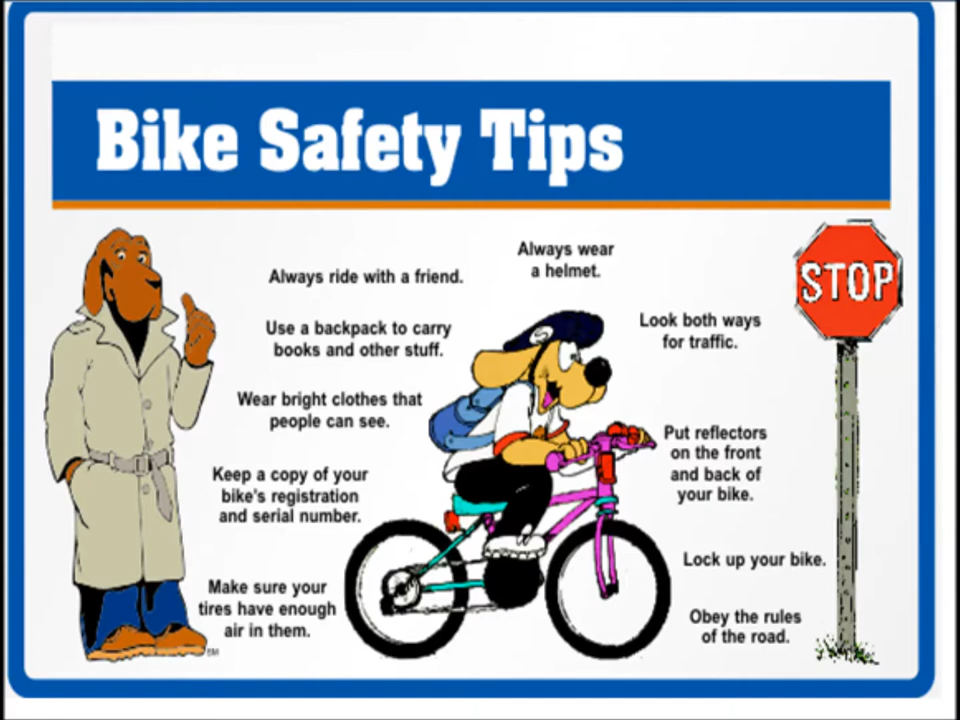 Bike Safety Tips
Always wear
a helmet.
Always ride with a friend.
STOP
Use a backpack to carry
books and other stuff.
Look both ways
for traffic.
Wear bright clothes that
people can see.
Put reflectors
on the front
and back of
your bike.
Keep a copy of your
bike's registration
and serial number.
Lock up your bike.
Make sure your
tires have enough
air in them.
Obey the rules
of the road.
SM